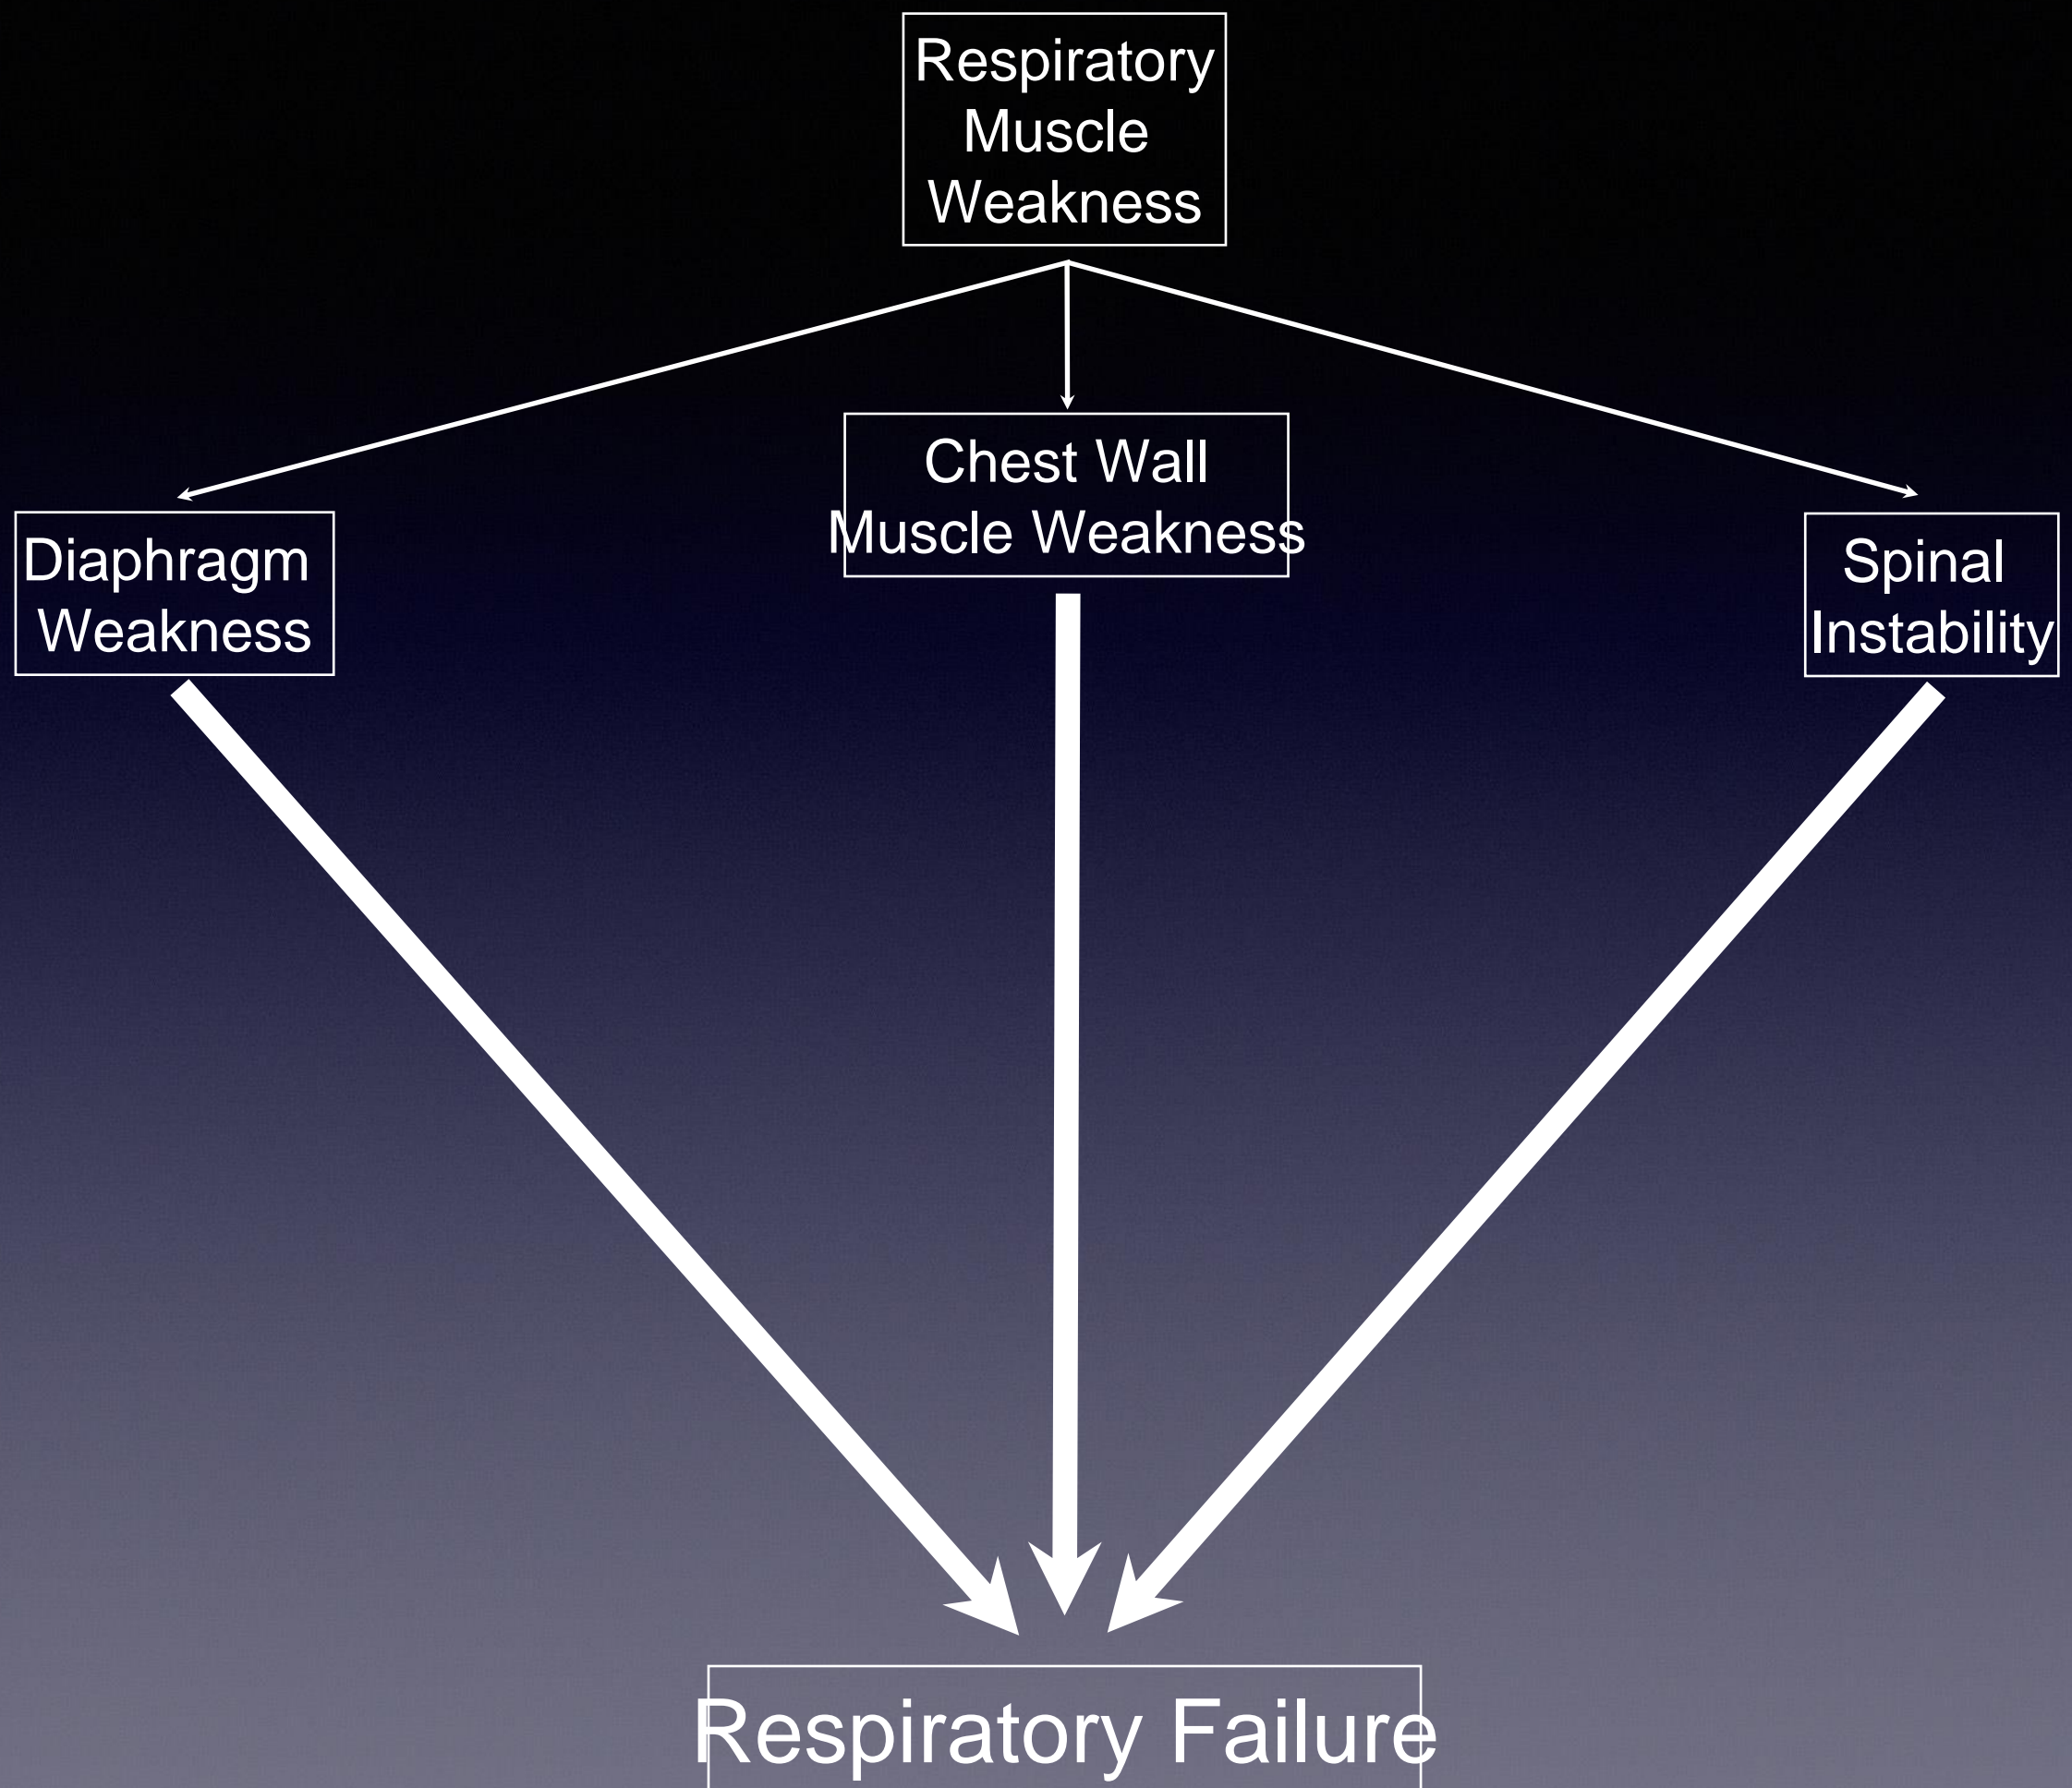 Respiratory
Muscle
Weakness
Chest Wall
Muscle Weakness
Diaphragm
Weakness
Spinal
Instability
Respiratory Failure